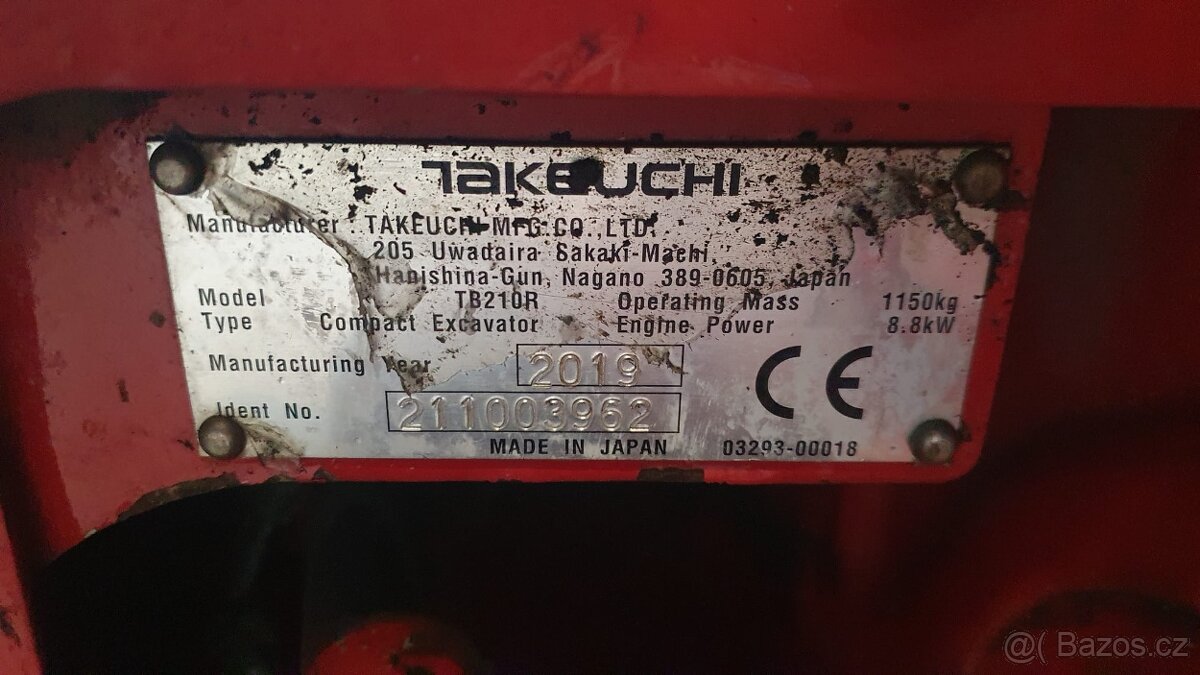 TAKEUCHI
Manufacturer : TAKEUCHI MFG.CO.,LTD.
205 Uwadaira Sakaki-Machi,
Hanishina-Gun, Nagano 389-0605, Japan
Model TB210R Operating Mass 1150kg
Type Compact Excavator Engine Power 8.8kW
Manufacturing Year 2019
Ident No. 211003962
CE
MADE IN JAPAN 03293-00018
@( Bazos.cz